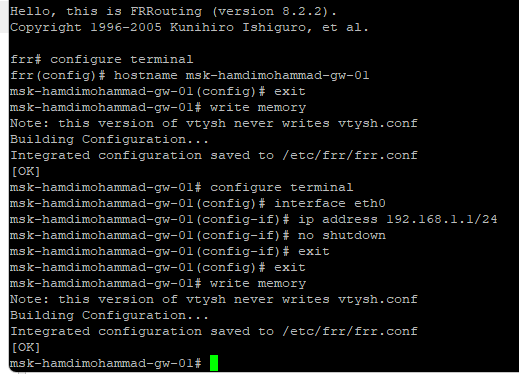 Hello, this is FRRouting (version 8.2.2).
Copyright 1996-2005 Kunihiro Ishiguro, et al.
frr# configure terminal
frr(config)# hostname msk-hamdimohammad-gw-01
msk-hamdimohammad-gw-01(config)# exit
msk-hamdimohammad-gw-01# write memory
Note: this version of vtysh never writes vtysh.conf
Building Configuration...
Integrated configuration saved to /etc/frr/frr.conf
[OK]
msk-hamdimohammad-gw-01# configure terminal
msk-hamdimohammad-gw-01(config)# interface eth0
msk-hamdimohammad-gw-01(config-if)# ip address 192.168.1.1/24
msk-hamdimohammad-gw-01(config-if)# no shutdown
msk-hamdimohammad-gw-01(config-if)# exit
msk-hamdimohammad-gw-01(config)# exit
msk-hamdimohammad-gw-01# write memory
Note: this version of vtysh never writes vtysh.conf
Building Configuration...
Integrated configuration saved to /etc/frr/frr.conf
[OK]
msk-hamdimohammad-gw-01#